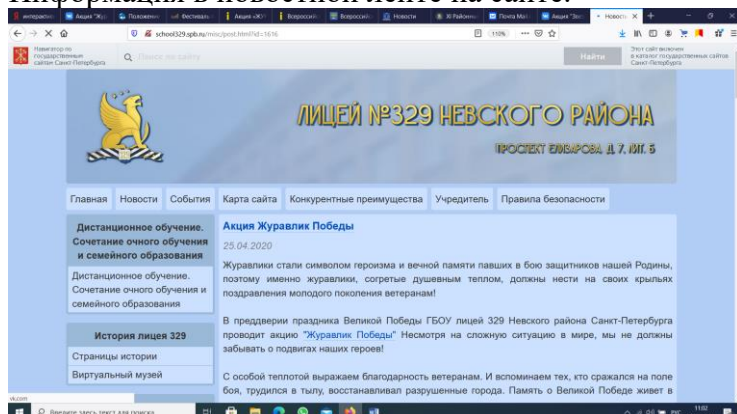 Информация в новостной ленте на сайте:
school329.spb.ru/misc/post.html?id=1616
110%
Навигатор по
государственным
сайтам Санкт-Петербурга
Поиск по сайту
Найти
Этот сайт включен
в каталог государственных сайтов
Санкт-Петербурга
ЛИЦЕЙ №329 НЕВСКОГО РАЙОНА
ПРОСПЕКТ ЕЛИЗАРОВА, Д. 7, ЛИТ. Б
Главная Новости События Карта сайта Конкурентные преимущества Учредитель Правила безопасности
Дистанционное обучение.
Сочетание очного обучения
и семейного образования
Дистанционное обучение.
Сочетание очного обучения и
семейного образования
История лицея 329
Страницы истории
Виртуальный музей
Акция Журавлик Победы
25.04.2020
Журавлики стали символом героизма и вечной памяти павших в бою защитников нашей Родины,
поэтому именно журавлики, согретые душевным теплом, должны нести на своих крыльях
поздравления молодого поколения ветеранам!
В преддверии праздника Великой Победы ГБОУ лицей 329 Невского района Санкт-Петербурга
проводит акцию "Журавлик Победы" Несмотря на сложную ситуацию в мире, мы не должны
забывать о подвигах наших героев!
С особой теплотой выражаем благодарность ветеранам. И вспоминаем тех, кто сражался на поле
боя, трудился в тылу, восстанавливал разрушенные города. Память о Великой Победе живет в
vk.com
Введите здесь текст для поиска
11:02